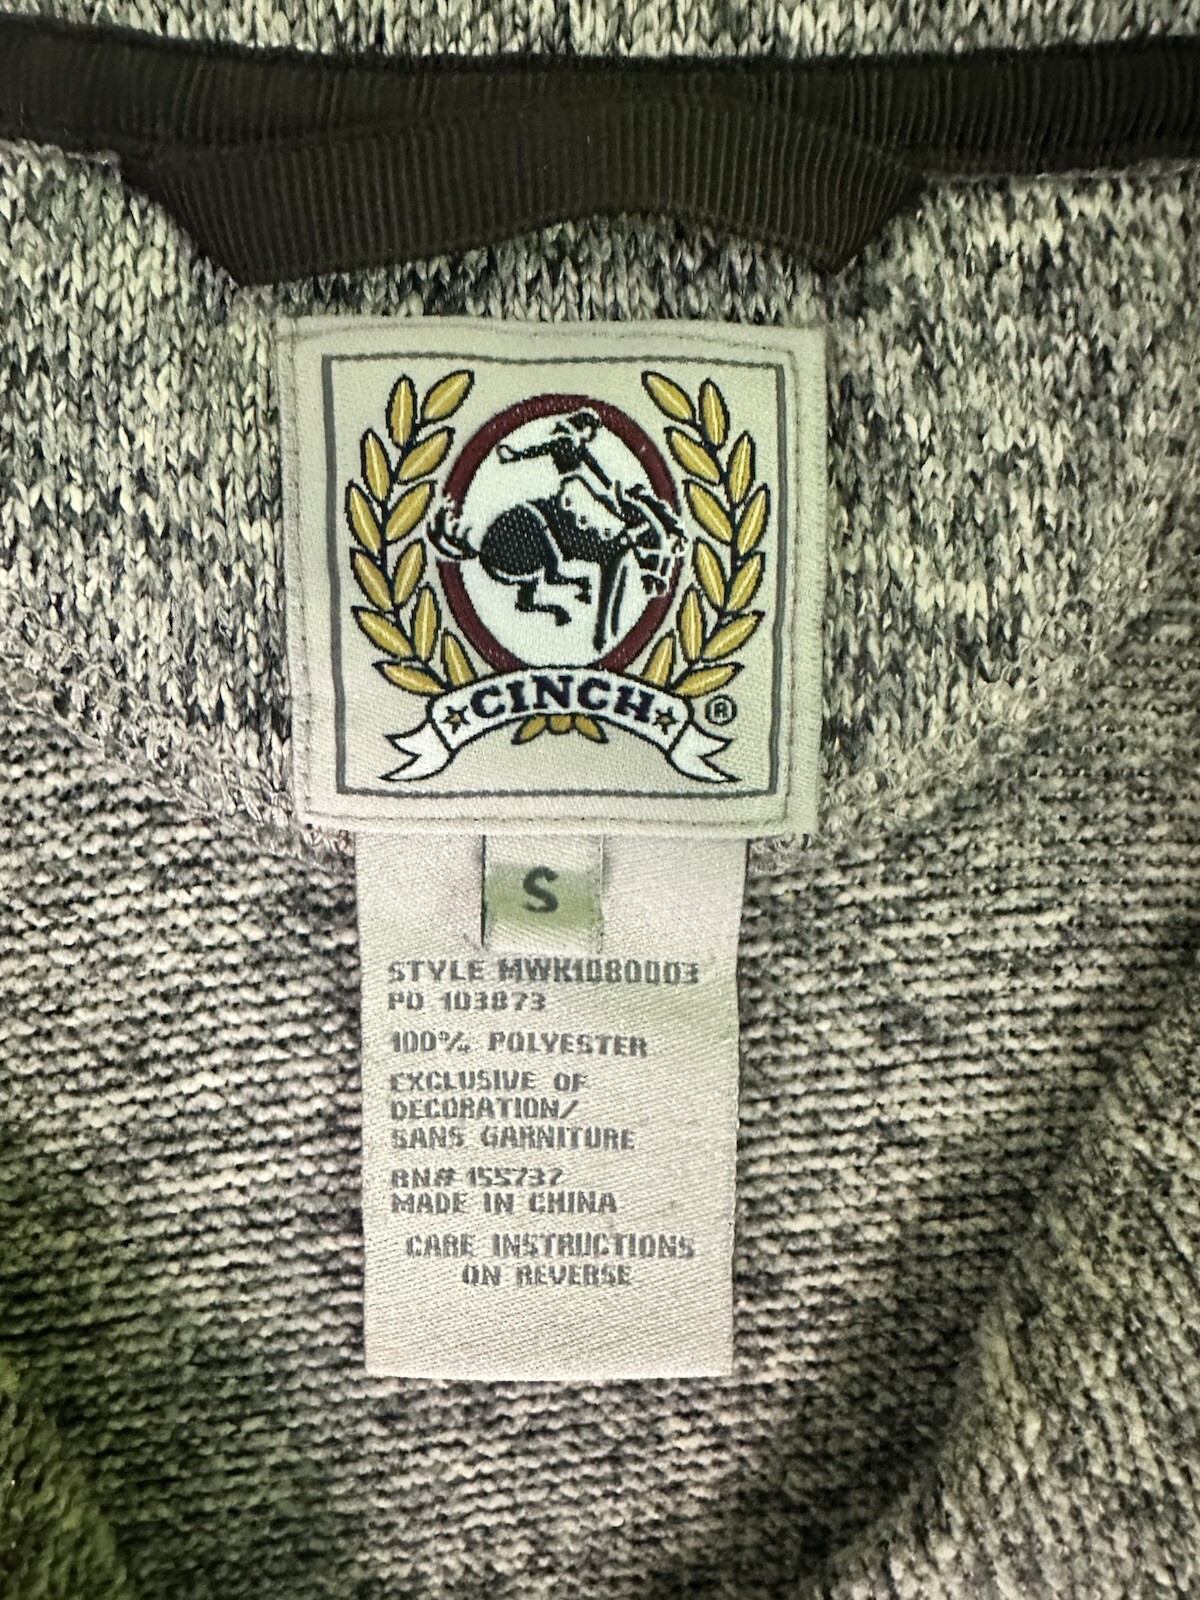 CINCH ®
S
STYLE MWK1080003
PO 103873
100% POLYESTER
EXCLUSIVE OF
DECORATION/
SANS GARNITURE
RN# 155737
MADE IN CHINA
CARE INSTRUCTIONS
ON REVERSE